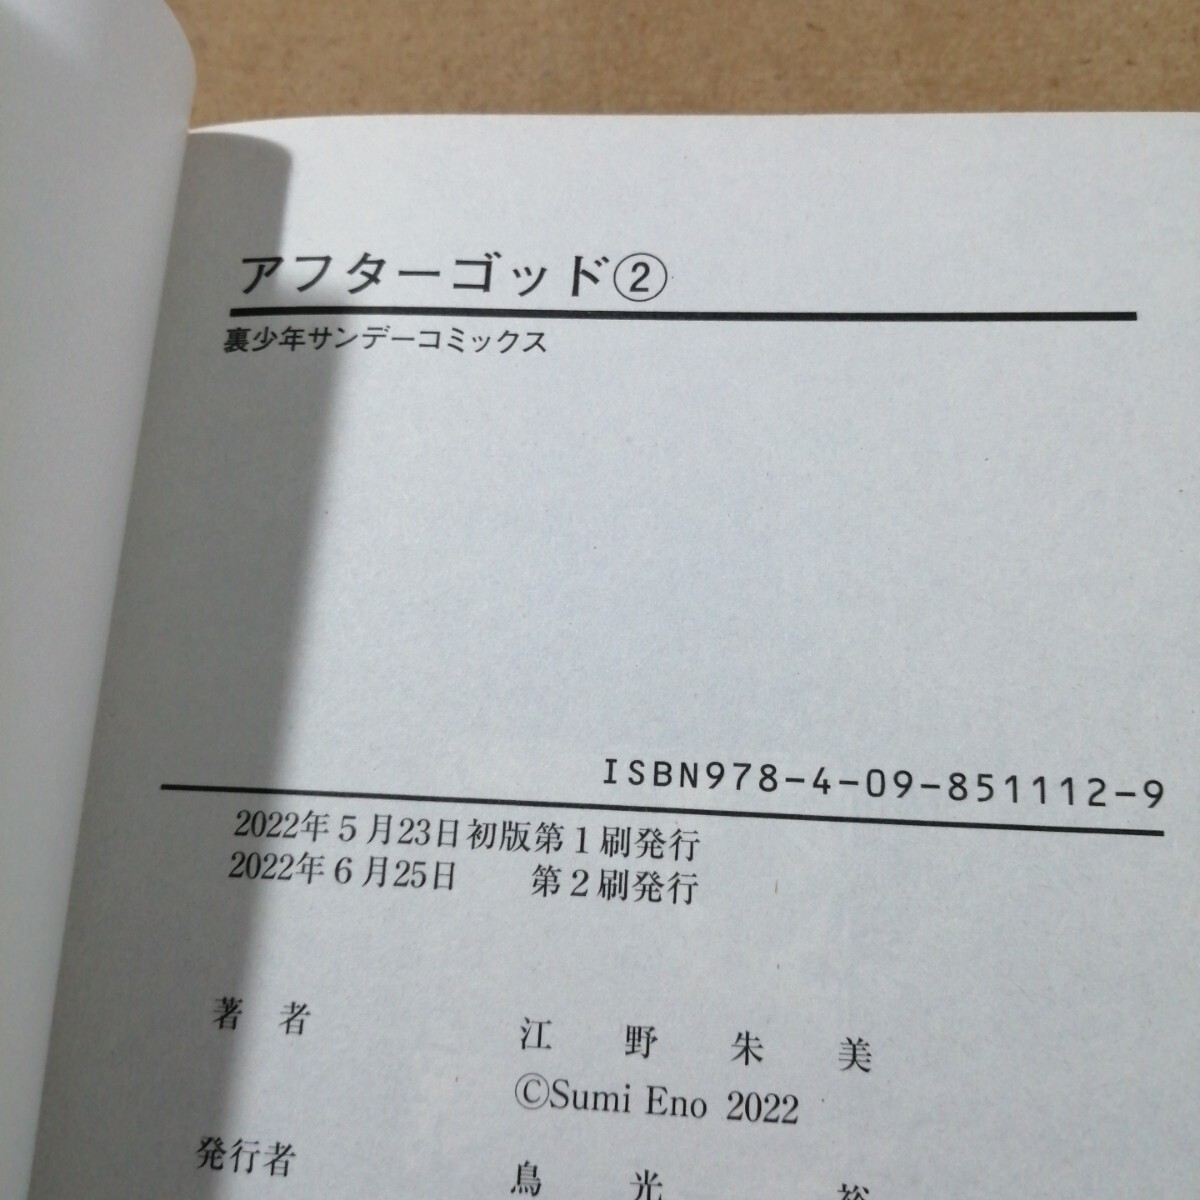 アフターゴッド②
裏少年サンデーコミックス
ISBN978-4-09-851112-9
2022年5月23日初版第1刷発行
2022年6月25日　　第2刷発行
著　者　　江　野　朱　美
©Sumi Eno 2022
発行者　　鳥　光　裕